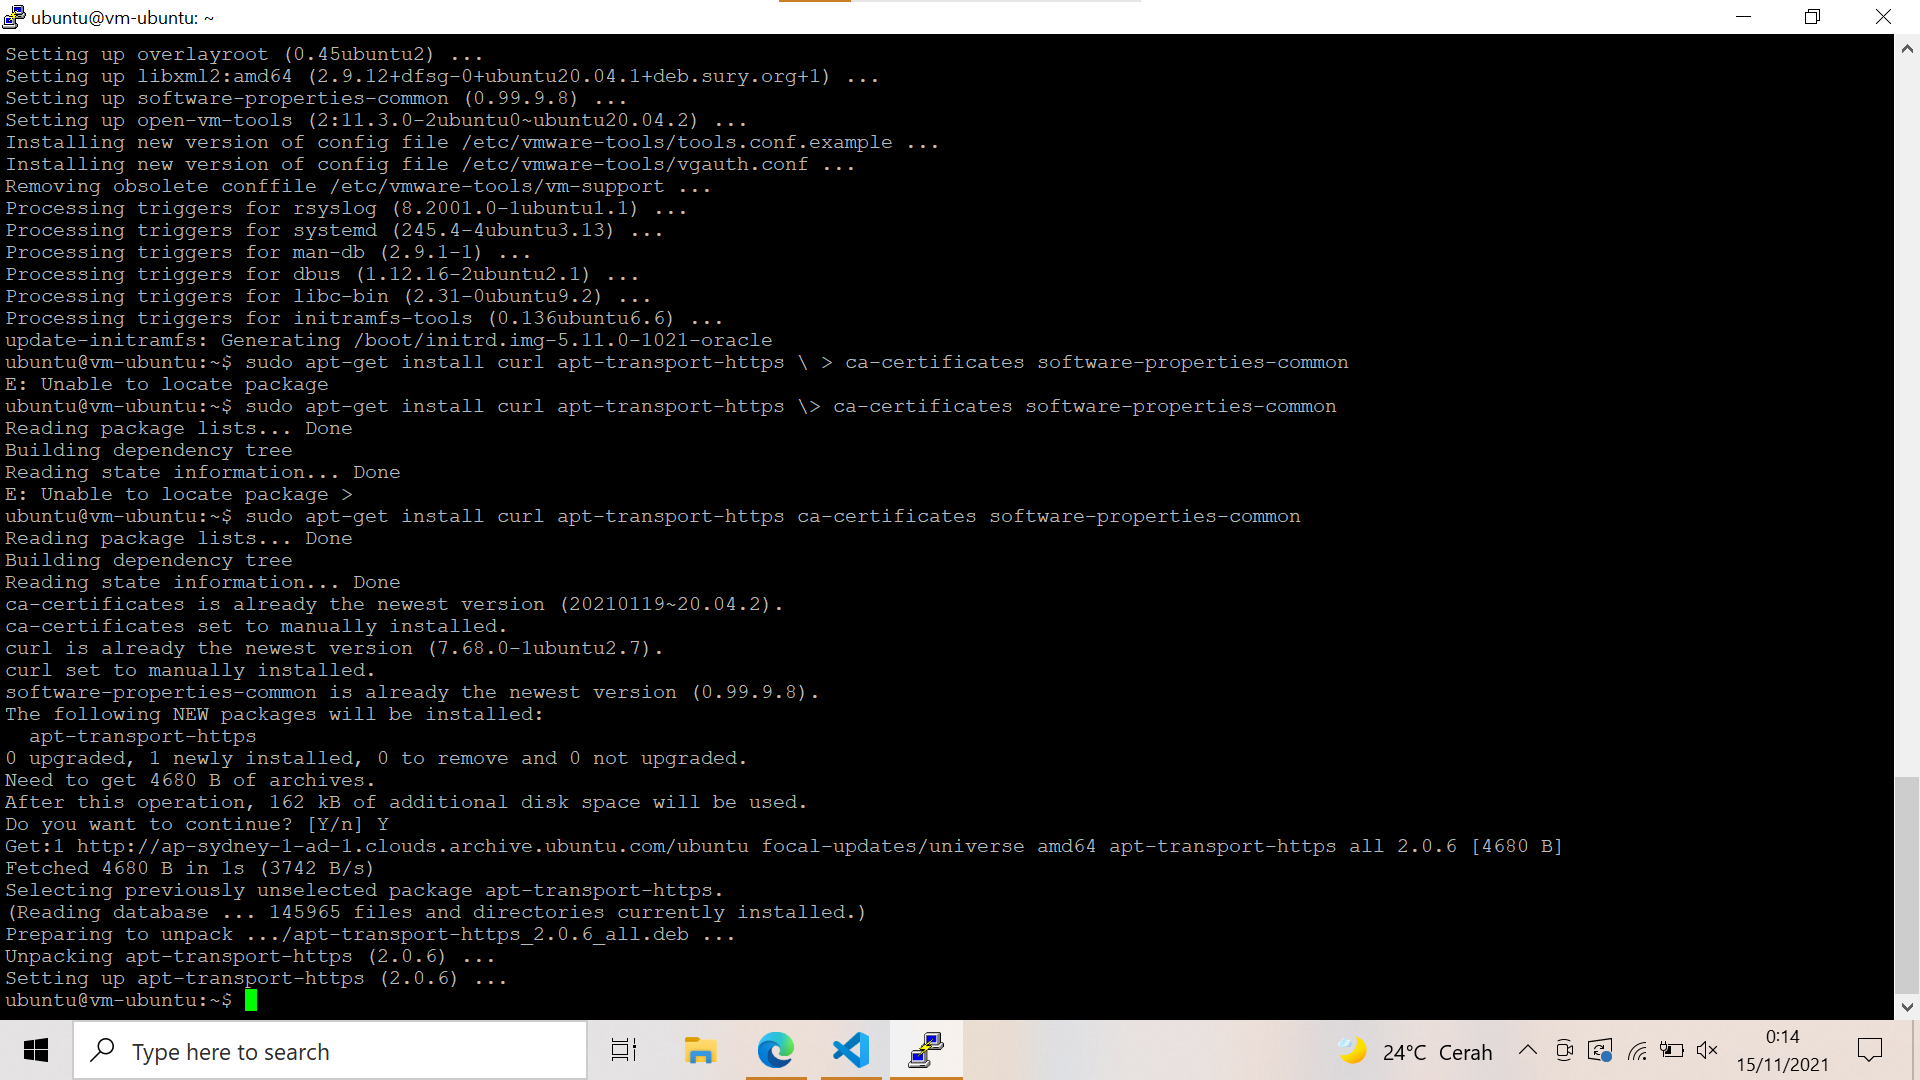 ubuntu@vm-ubuntu: ~
Setting up overlayroot (0.45ubuntu2) ...
Setting up libxml2:amd64 (2.9.12+dfsg-0+ubuntu20.04.1+deb.sury.org+1) ...
Setting up software-properties-common (0.99.9.8) ...
Setting up open-vm-tools (2:11.3.0-2ubuntu0~ubuntu20.04.2) ...
Installing new version of config file /etc/vmware-tools/tools.conf.example ...
Installing new version of config file /etc/vmware-tools/vgauth.conf ...
Removing obsolete conffile /etc/vmware-tools/vm-support ...
Processing triggers for rsyslog (8.2001.0-1ubuntu1.1) ...
Processing triggers for systemd (245.4-4ubuntu3.13) ...
Processing triggers for man-db (2.9.1-1) ...
Processing triggers for dbus (1.12.16-2ubuntu2.1) ...
Processing triggers for libc-bin (2.31-0ubuntu9.2) ...
Processing triggers for initramfs-tools (0.136ubuntu6.6) ...
update-initramfs: Generating /boot/initrd.img-5.11.0-1021-oracle
ubuntu@vm-ubuntu:~$ sudo apt-get install curl apt-transport-https \ > ca-certificates software-properties-common
E: Unable to locate package
ubuntu@vm-ubuntu:~$ sudo apt-get install curl apt-transport-https \> ca-certificates software-properties-common
Reading package lists... Done
Building dependency tree
Reading state information... Done
E: Unable to locate package >
ubuntu@vm-ubuntu:~$ sudo apt-get install curl apt-transport-https ca-certificates software-properties-common
Reading package lists... Done
Building dependency tree
Reading state information... Done
ca-certificates is already the newest version (20210119~20.04.2).
ca-certificates set to manually installed.
curl is already the newest version (7.68.0-1ubuntu2.7).
curl set to manually installed.
software-properties-common is already the newest version (0.99.9.8).
The following NEW packages will be installed:
  apt-transport-https
0 upgraded, 1 newly installed, 0 to remove and 0 not upgraded.
Need to get 4680 B of archives.
After this operation, 162 kB of additional disk space will be used.
Do you want to continue? [Y/n] Y
Get:1 http://ap-sydney-1-ad-1.clouds.archive.ubuntu.com/ubuntu focal-updates/universe amd64 apt-transport-https all 2.0.6 [4680 B]
Fetched 4680 B in 1s (3742 B/s)
Selecting previously unselected package apt-transport-https.
(Reading database ... 145965 files and directories currently installed.)
Preparing to unpack .../apt-transport-https_2.0.6_all.deb ...
Unpacking apt-transport-https (2.0.6) ...
Setting up apt-transport-https (2.0.6) ...
ubuntu@vm-ubuntu:~$
Type here to search
24°C Cerah
0:14
15/11/2021